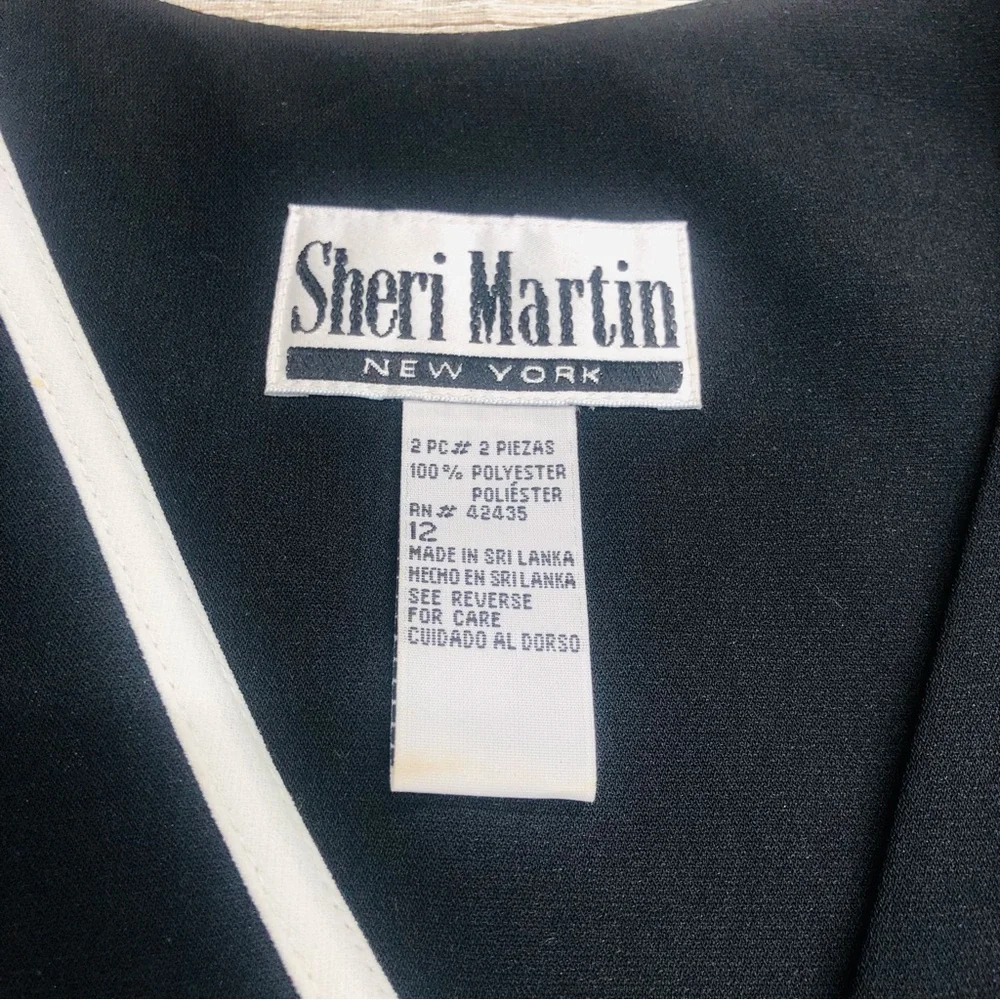 Sheri Martin
NEW YORK
2 PC# 2 PIEZAS
100% POLYESTER
POLIÉSTER
RN# 42435
12
MADE IN SRI LANKA
HECHO EN SRI LANKA
SEE REVERSE
FOR CARE
CUIDADO AL DORSO